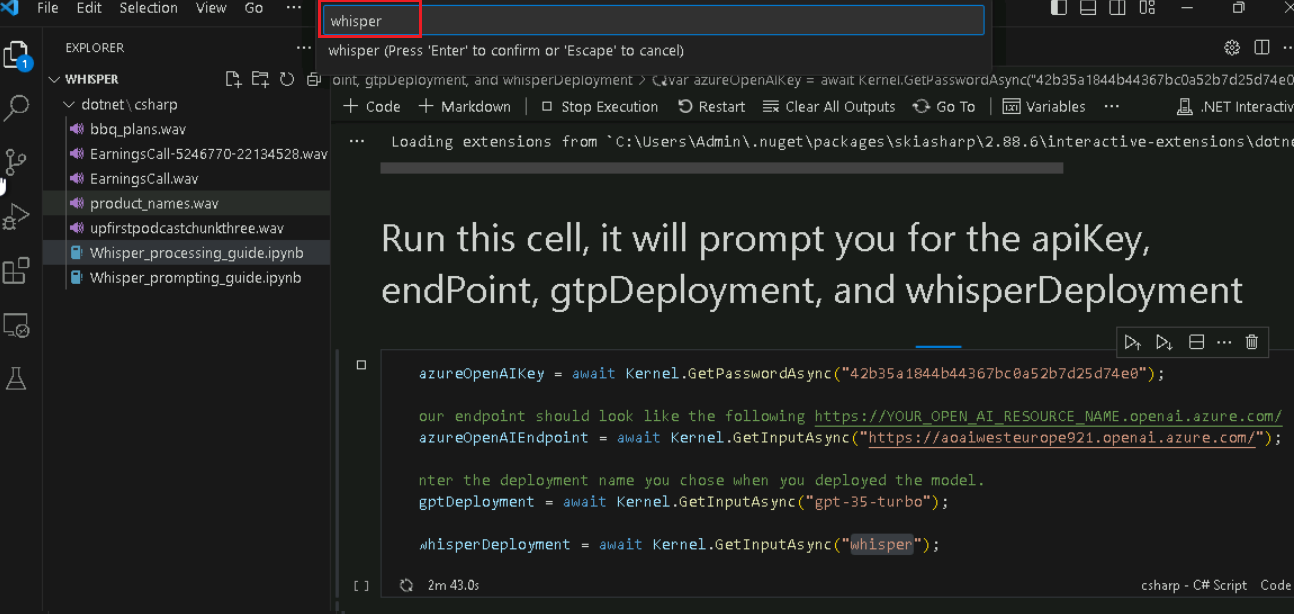 File Edit Selection View Go ···
whisper
whisper (Press 'Enter' to confirm or 'Escape' to cancel)
EXPLORER ···
1
WHISPER
dotnet \ csharp
bbq_plans.wav
EarningsCall-5246770-22134528.wav
EarningsCall.wav
product_names.wav
upfirstpodcastchunkthree.wav
Whisper_processing_guide.ipynb
Whisper_prompting_guide.ipynb
oint, gtpDeployment, and whisperDeployment > var azureOpenAIKey = await Kernel.GetPasswordAsync("42b35a1844b44367bc0a52b7d25d74e0
+ Code + Markdown Stop Execution Restart Clear All Outputs Go To Variables ··· .NET Interactiv
··· Loading extensions from `C:\Users\Admin\.nuget\packages\skiasharp\2.88.6\interactive-extensions\dotne
Run this cell, it will prompt you for the apiKey,
endPoint, gtpDeployment, and whisperDeployment
azureOpenAIKey = await Kernel.GetPasswordAsync("42b35a1844b44367bc0a52b7d25d74e0");
our endpoint should look like the following https://YOUR_OPEN_AI_RESOURCE_NAME.openai.azure.com/
azureOpenAIEndpoint = await Kernel.GetInputAsync("https://aoaiwesteurope921.openai.azure.com/");
nter the deployment name you chose when you deployed the model.
gptDeployment = await Kernel.GetInputAsync("gpt-35-turbo");
whisperDeployment = await Kernel.GetInputAsync("whisper");
[ ] 2m 43.0s csharp - C# Script Code